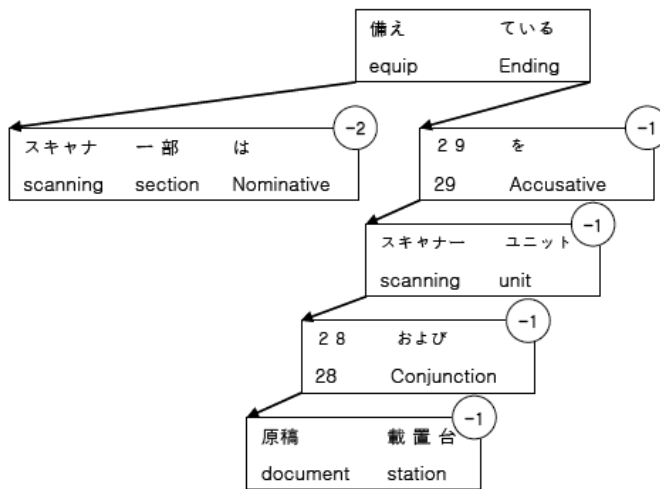 備え ている
equip Ending
-2
スキャナ 一部 は
scanning section Nominative
-1
２９ を
29 Accusative
-1
スキャナー ユニット
scanning unit
-1
２８ および
28 Conjunction
-1
原稿 載置台
document station